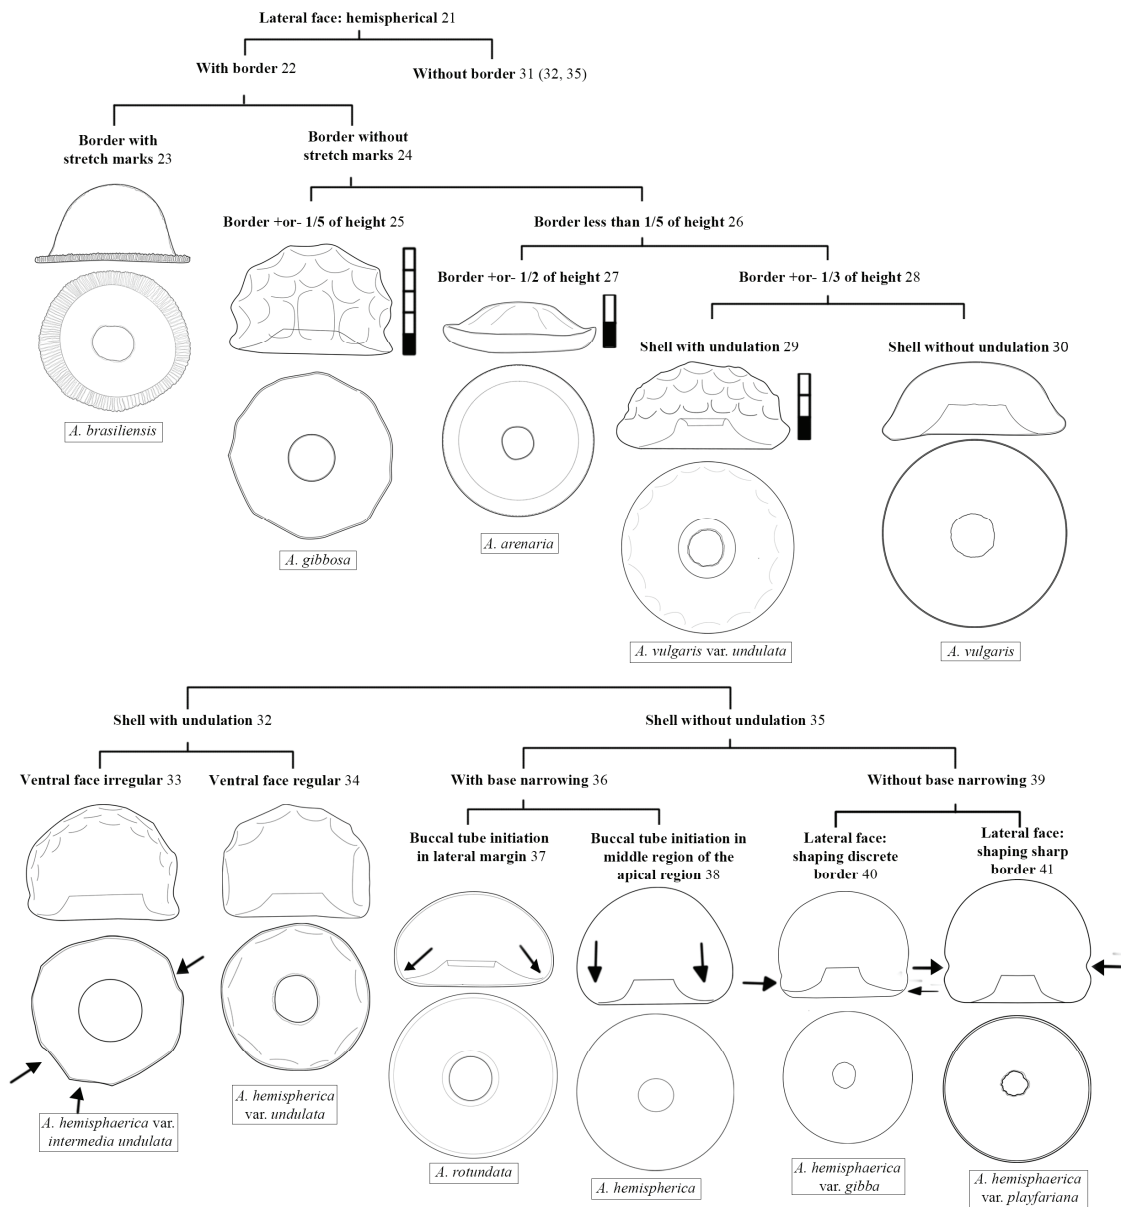 Lateral face: hemispherical 21
With border 22
Without border 31 (32, 35)
Border with
stretch marks 23
Border without
stretch marks 24
Border +or- 1/5 of height 25
Border less than 1/5 of height 26
Border +or- 1/2 of height 27
Border +or- 1/3 of height 28
Shell with undulation 29
Shell without undulation 30
A. brasiliensis
A. gibbosa
A. arenaria
A. vulgaris var. undulata
A. vulgaris
Shell with undulation 32
Shell without undulation 35
Ventral face irregular 33
Ventral face regular 34
With base narrowing 36
Without base narrowing 39
Buccal tube initiation
in lateral margin 37
Buccal tube initiation in
middle region of the
apical region 38
Lateral face:
shaping discrete
border 40
Lateral face:
shaping sharp
border 41
A. hemisphaerica var.
intermedia undulata
A. hemispherica
var. undulata
A. rotundata
A. hemispherica
A. hemisphaerica
var. gibba
A. hemisphaerica
var. playfariana